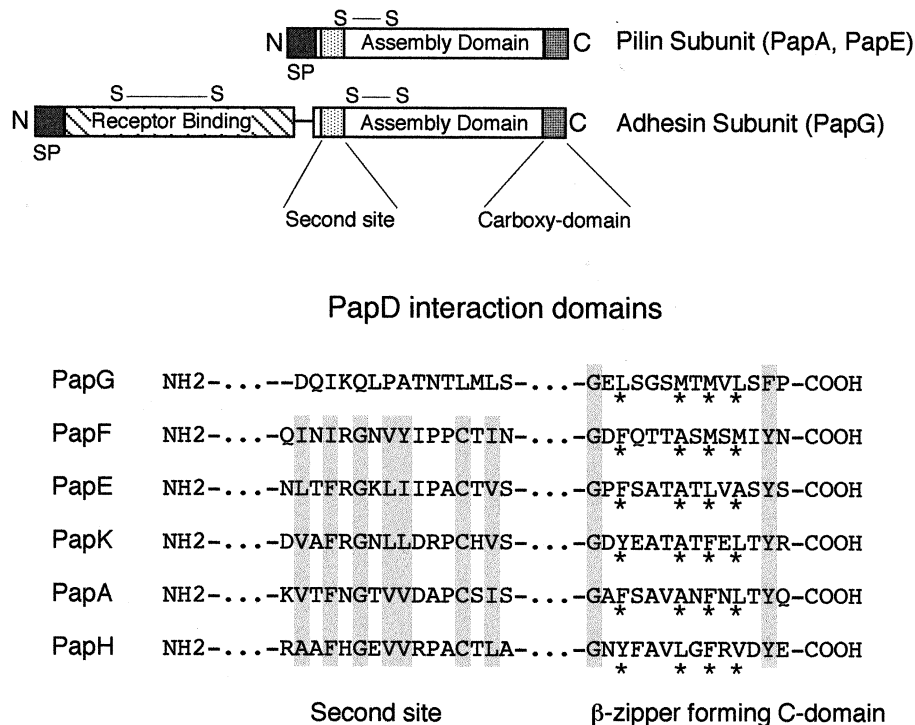 S — S
N Assembly Domain C Pilin Subunit (PapA, PapE)
SP
S ——— S S — S
N Receptor Binding Assembly Domain C Adhesin Subunit (PapG)
SP
Second site Carboxy-domain
PapD interaction domains
PapG NH2-....--DQIKQLPATNTLMLS-...-GELSGSMTMVLSFP-COOH
* * * *
PapF NH2-...-QINIRGNVYIPPCTIN-...-GDFQTTASMSMIYN-COOH
* * * *
PapE NH2-...-NLTFRGKLIIPACTVS-...-GPFSATATLVASYS-COOH
* * * *
PapK NH2-...-DVAFRGNLLDRPCHVS-...-GDYEATATFELTYR-COOH
* * * *
PapA NH2-...-KVTFNGTVVDAPCSIS-...-GAFSAVANFNLTYQ-COOH
* * * *
PapH NH2-...-RAAFHGEVVRPACTLA-...-GNYFAVLGFRVDYE-COOH
* * * *
Second site β-zipper forming C-domain